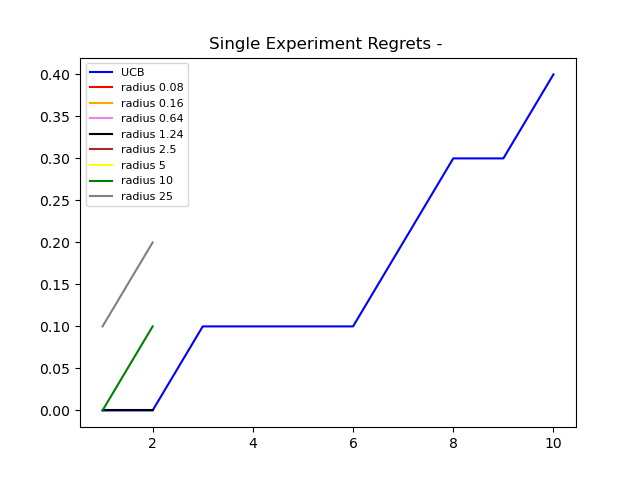 Single Experiment Regrets -
0.40
0.35
0.30
0.25
0.20
0.15
0.10
0.05
0.00
UCB
radius 0.08
radius 0.16
radius 0.64
radius 1.24
radius 2.5
radius 5
radius 10
radius 25
2 4 6 8 10